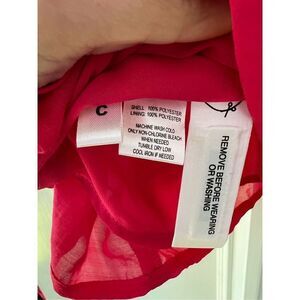 C
SHELL: 100% POLYESTER
LINING: 100% POLYESTER
MACHINE WASH COLD
ONLY NON-CHLORINE BLEACH
WHEN NEEDED
TUMBLE DRY LOW
COOL IRON IF NEEDED
REMOVE BEFORE WEARING
OR WASHING